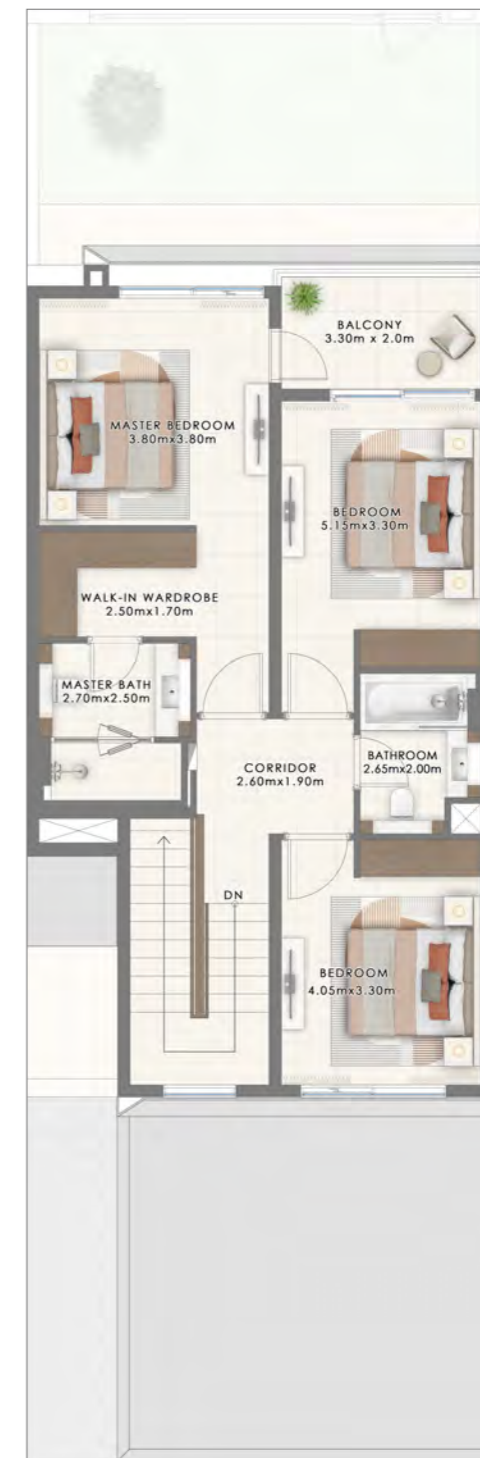 BALCONY
3.30m x 2.0m
MASTER BEDROOM
3.80mx3.80m
BEDROOM
5.15mx3.30m
WALK-IN WARDROBE
2.50mx1.70m
MASTER BATH
2.70mx2.50m
CORRIDOR
2.60mx1.90m
BATHROOM
2.65mx2.00m
DN
BEDROOM
4.05mx3.30m